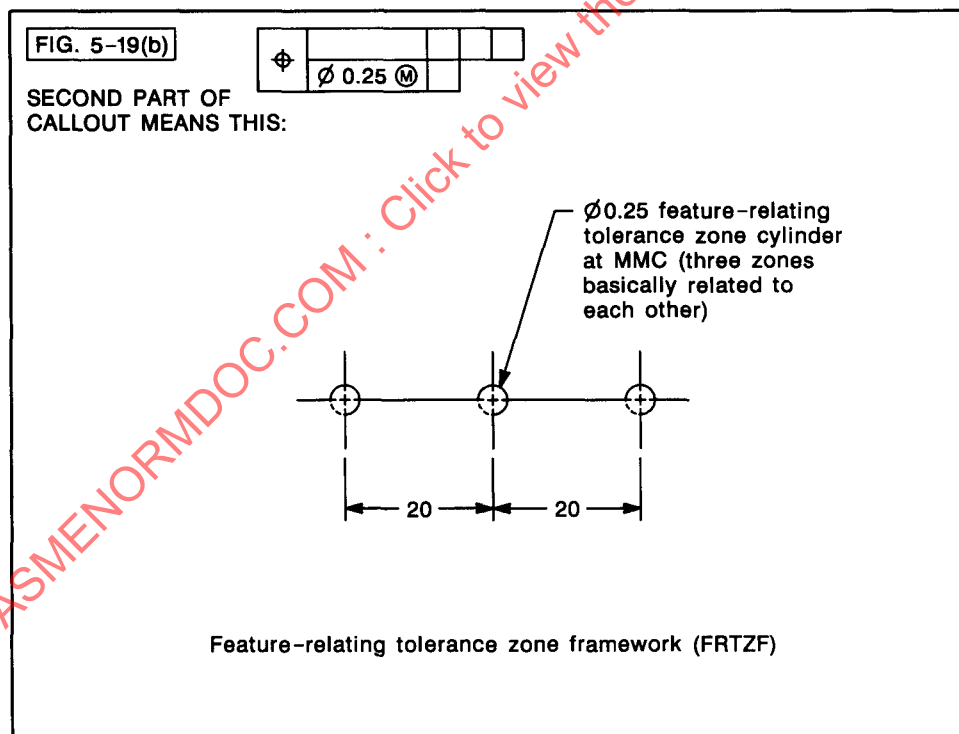 FIG. 5-19(b)
⌖
Ø 0.25 Ⓜ
SECOND PART OF
CALLOUT MEANS THIS:
Ø0.25 feature-relating
tolerance zone cylinder
at MMC (three zones
basically related to
each other)
20
20
Feature-relating tolerance zone framework (FRTZF)
ASMENORMDOC.COM : Click to view the